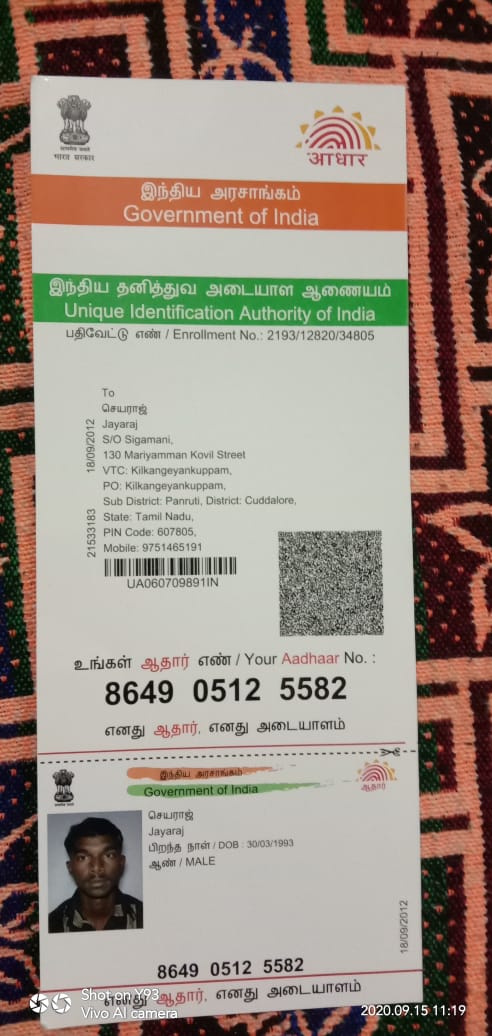 भारत सरकार
आधार
இந்திய அரசாங்கம்
Government of India
இந்திய தனித்துவ அடையாள ஆணையம்
Unique Identification Authority of India
பதிவேட்டு எண் / Enrollment No.: 2193/12820/34805
To
செயராஜ்
Jayaraj
S/O Sigamani,
130 Mariyamman Kovil Street
VTC: Kilkangeyankuppam,
PO: Kilkangeyankuppam,
Sub District: Panruti, District: Cuddalore,
State: Tamil Nadu,
PIN Code: 607805,
Mobile: 9751465191
18/09/2012
21533183
UA060709891IN
உங்கள் ஆதார் எண் / Your Aadhaar No. :
8649 0512 5582
எனது ஆதார், எனது அடையாளம்
இந்திய அரசாங்கம்
Government of India
ஆதார்
செயராஜ்
Jayaraj
பிறந்த நாள் / DOB : 30/03/1993
ஆண் / MALE
18/09/2012
8649 0512 5582
எனது ஆதார், எனது அடையாளம்
Shot on Y93
Vivo AI camera
2020.09.15 11:19